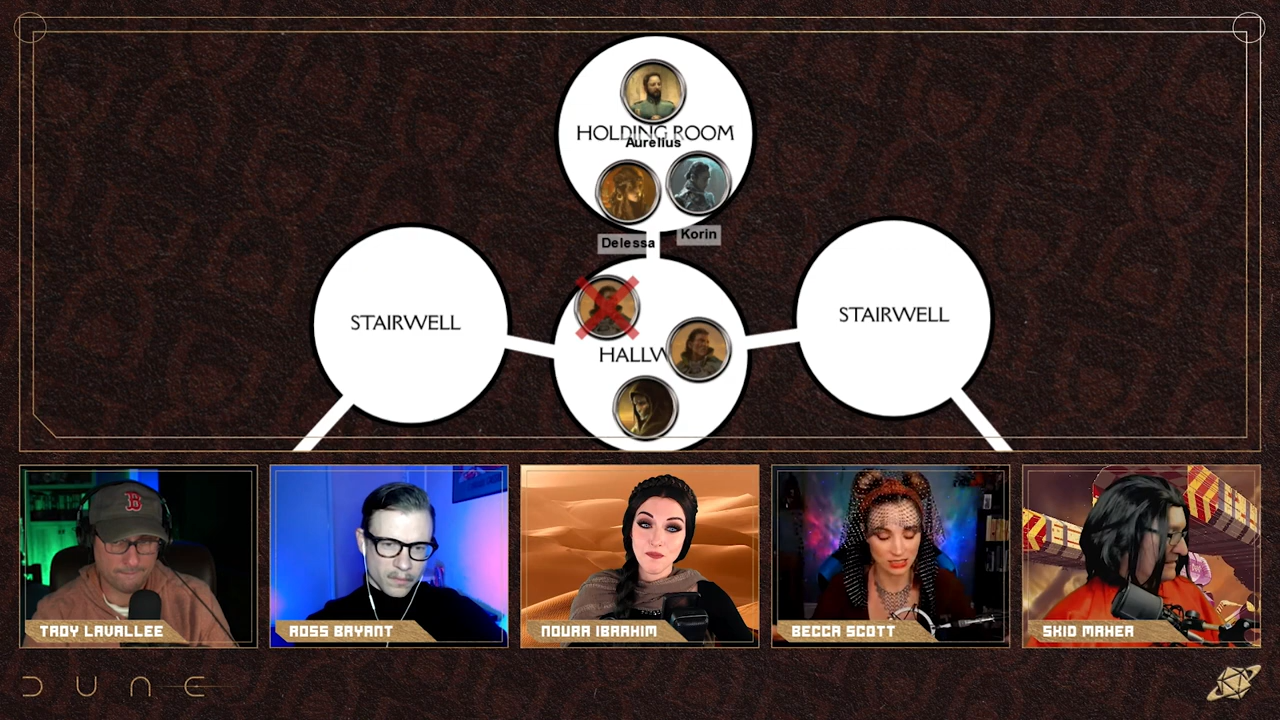 HOLDING ROOM
Aurelius
Delessa
Korin
STAIRWELL
HALLW
STAIRWELL
TROY LAVALLEE
ROSS BRYANT
NOURA IBRAHIM
BECCA SCOTT
SKID MAHER
DUNE